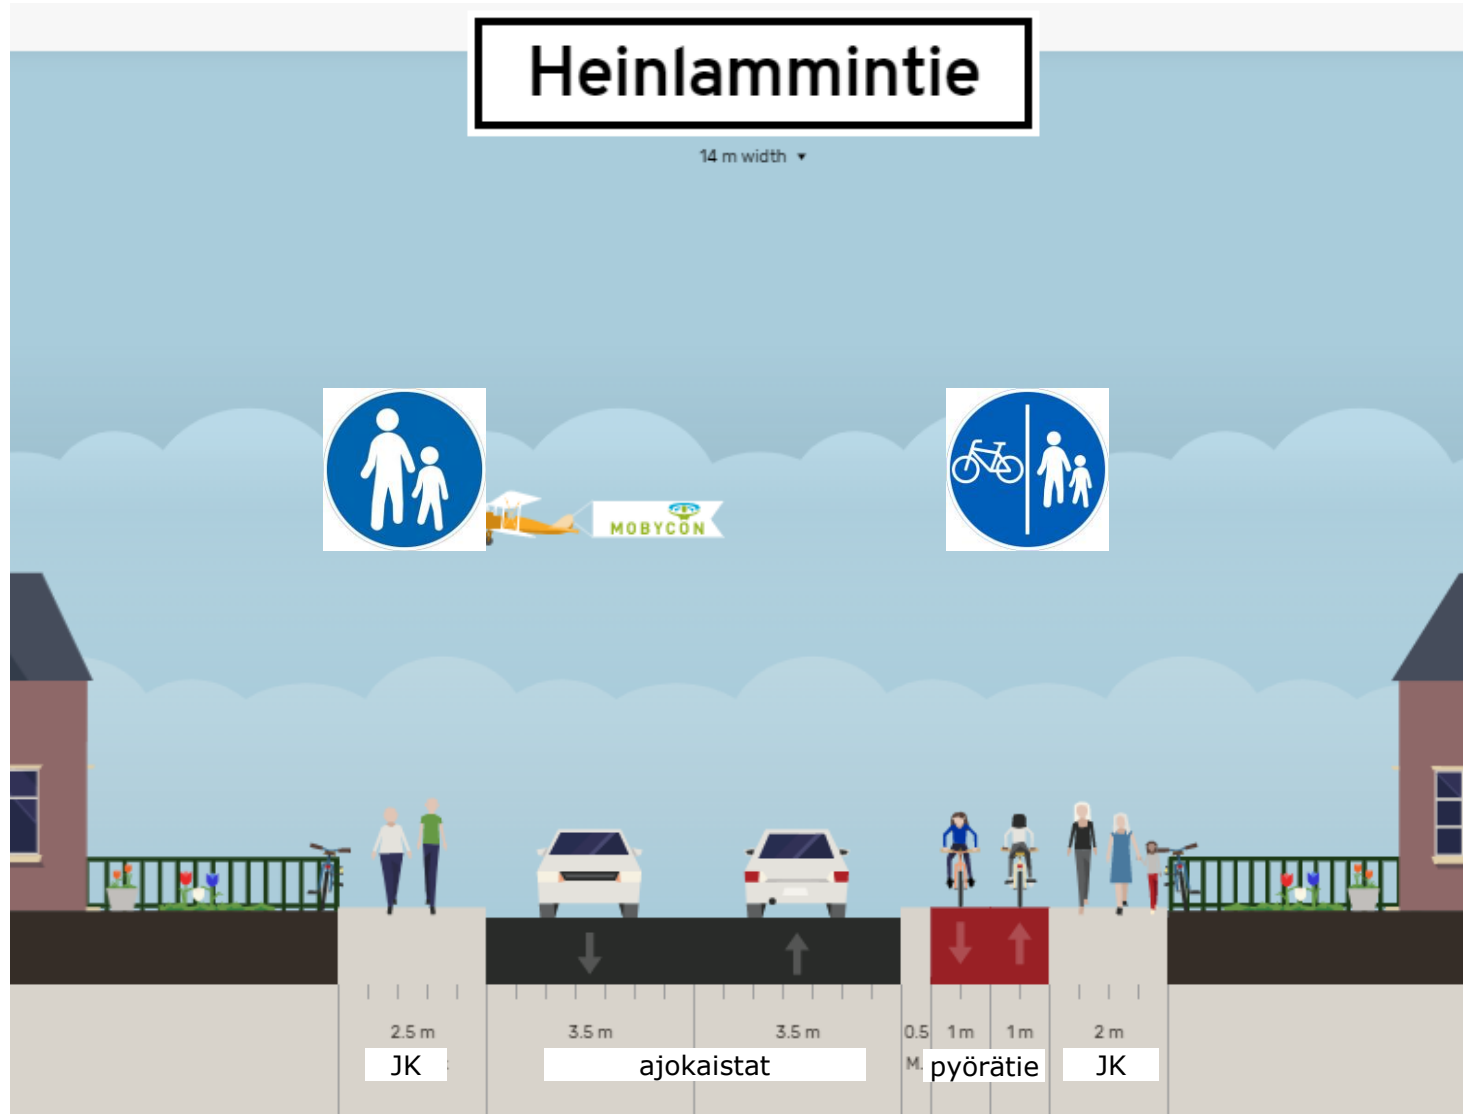 Heinlammintie
14 m width
MOBYCON
2.5 m 3.5 m 3.5 m 0.5 1 m 1 m 2 m
JK ajokaistat M. pyörätie JK